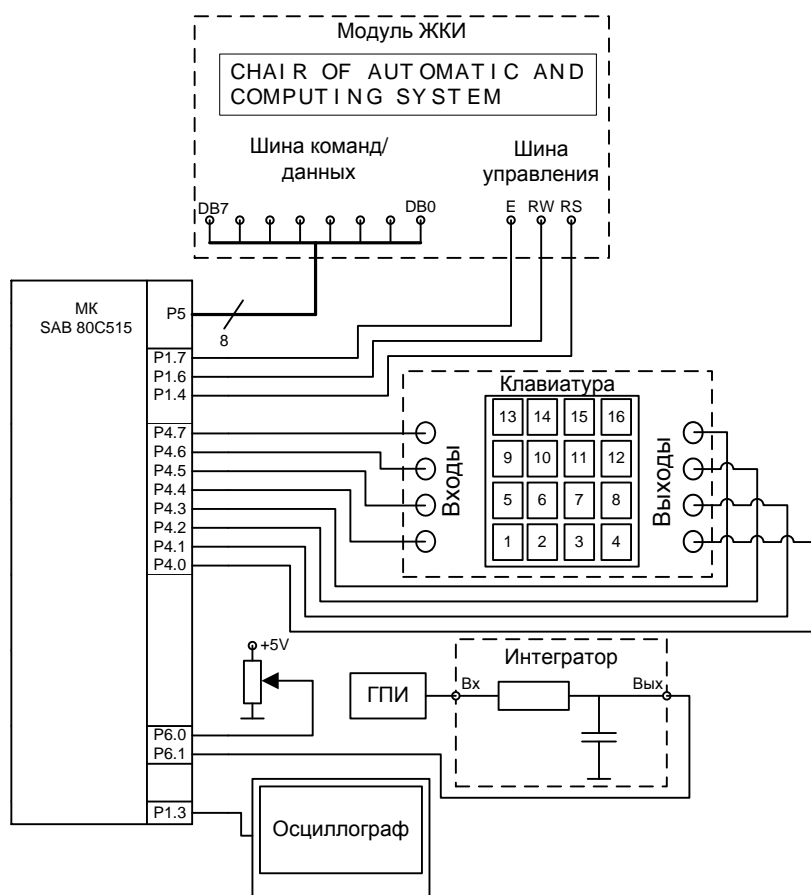 Модуль ЖКИ
CHAIR OF AUTOMATIC AND
COMPUTING SYSTEM
Шина команд/
данных
Шина
управления
DB7
DB0
E RW RS
МК
SAB 80C515
P5
8
P1.7
P1.6
P1.4
P4.7
P4.6
P4.5
P4.4
P4.3
P4.2
P4.1
P4.0
Клавиатура
Входы
13 14 15 16
9 10 11 12
5 6 7 8
1 2 3 4
Выходы
+5V
Интегратор
ГПИ
Вх
Вых
P6.0
P6.1
P1.3
Осциллограф